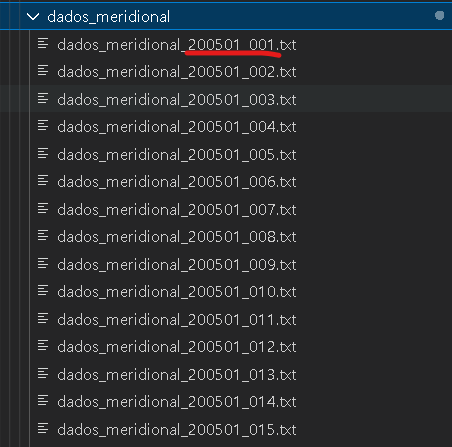 dados_meridional
dados_meridional_200501_001.txt
dados_meridional_200501_002.txt
dados_meridional_200501_003.txt
dados_meridional_200501_004.txt
dados_meridional_200501_005.txt
dados_meridional_200501_006.txt
dados_meridional_200501_007.txt
dados_meridional_200501_008.txt
dados_meridional_200501_009.txt
dados_meridional_200501_010.txt
dados_meridional_200501_011.txt
dados_meridional_200501_012.txt
dados_meridional_200501_013.txt
dados_meridional_200501_014.txt
dados_meridional_200501_015.txt